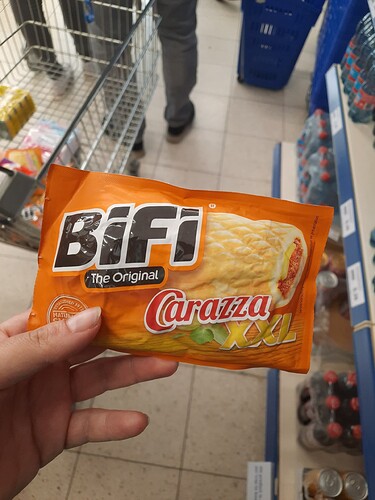 BiFi
The Original
Carazza
XXL